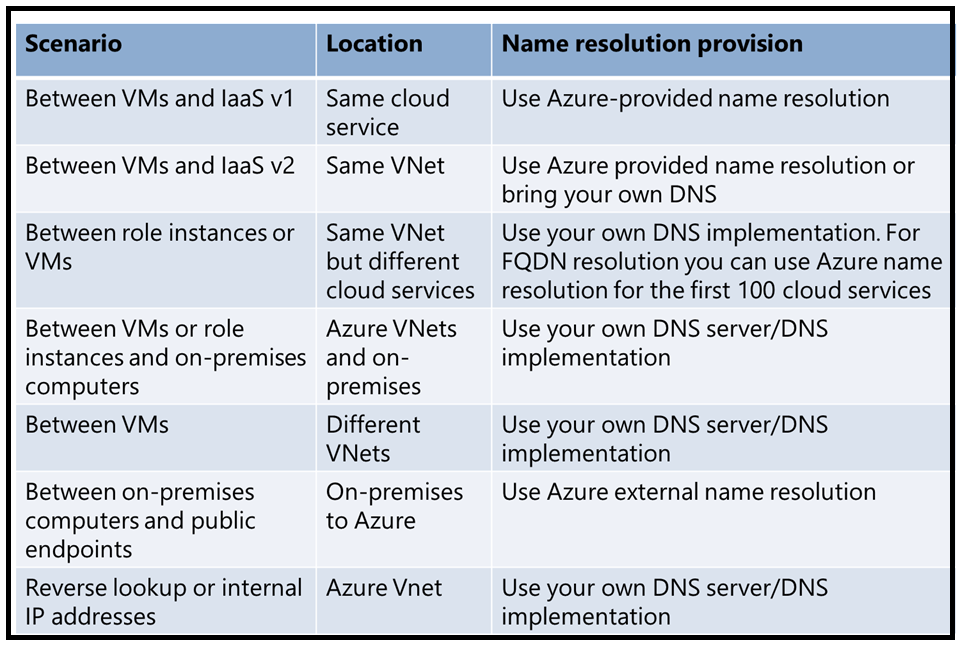 Scenario
Location
Name resolution provision
Between VMs and IaaS v1
Same cloud
service
Use Azure-provided name resolution
Between VMs and IaaS v2
Same VNet
Use Azure provided name resolution or
bring your own DNS
Between role instances or
VMs
Same VNet
but different
cloud services
Use your own DNS implementation. For
FQDN resolution you can use Azure name
resolution for the first 100 cloud services
Between VMs or role
instances and on-premises
computers
Azure VNets
and on-
premises
Use your own DNS server/DNS
implementation
Between VMs
Different
VNets
Use your own DNS server/DNS
implementation
Between on-premises
computers and public
endpoints
On-premises
to Azure
Use Azure external name resolution
Reverse lookup or internal
IP addresses
Azure Vnet
Use your own DNS server/DNS
implementation